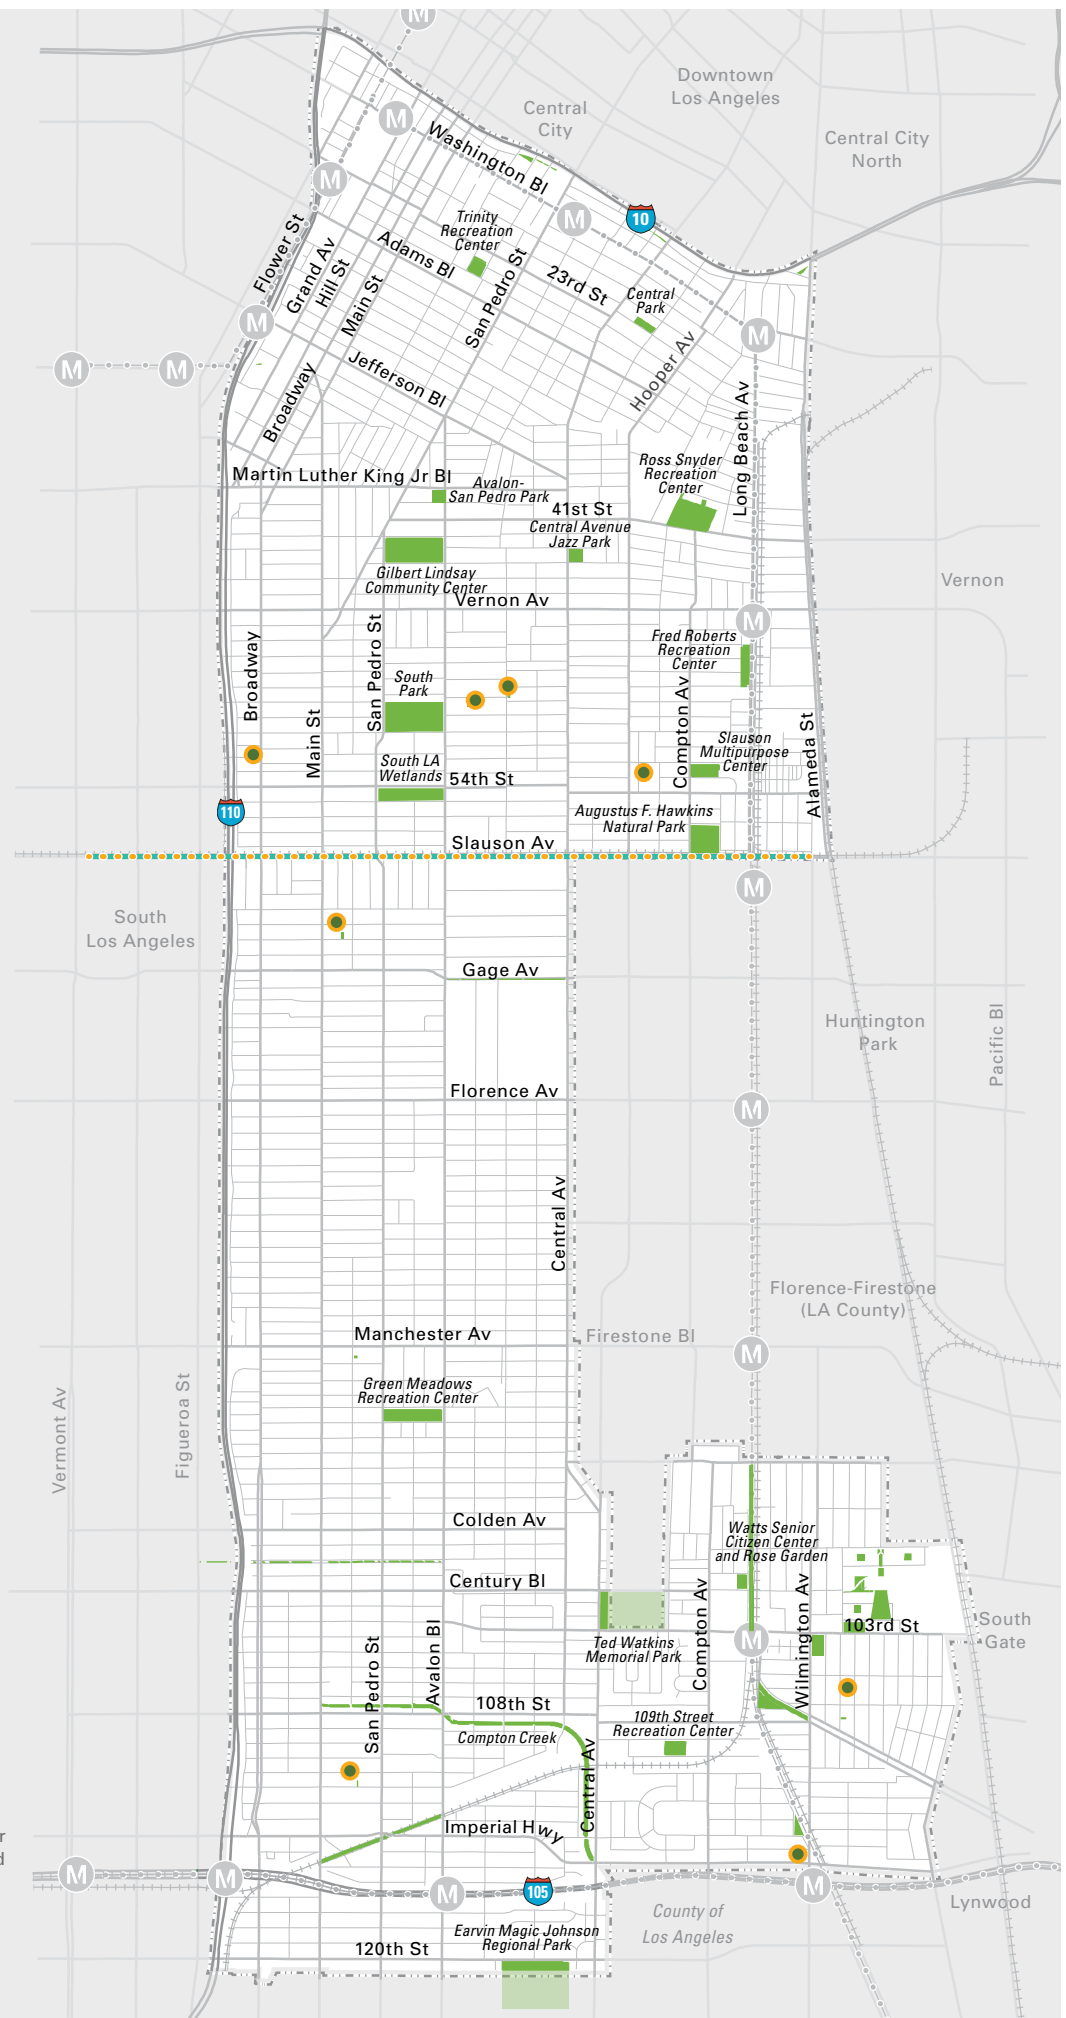 M
Downtown
Los Angeles
Central
City
Central City
North
M
Washington Bl
M
M
10
Trinity
Recreation
Center
Flower St
Grand Av
Hill St
Main St
Adams Bl
San Pedro St
23rd St
Central
Park
M
M
Hooper Av
M
M
Jefferson Bl
Broadway
Long Beach Av
Martin Luther King Jr Bl
Ross Snyder
Recreation
Center
Avalon-
San Pedro Park
41st St
Central Avenue
Jazz Park
Gilbert Lindsay
Community Center
Vernon
Vernon Av
M
Broadway
San Pedro St
Fred Roberts
Recreation
Center
South
Park
Compton Av
Main St
Alameda St
Slauson
Multipurpose
Center
South LA
Wetlands
54th St
110
Augustus F. Hawkins
Natural Park
Slauson Av
M
South
Los Angeles
Gage Av
Huntington
Park
Pacific Bl
Florence Av
M
Central Av
Florence-Firestone
(LA County)
Manchester Av
Firestone Bl
M
Green Meadows
Recreation Center
Vermont Av
Figueroa St
Colden Av
Watts Senior
Citizen Center
and Rose Garden
Century Bl
Compton Av
Wilmington Av
103rd St
South
Gate
Ted Watkins
Memorial Park
M
San Pedro St
Avalon Bl
108th St
109th Street
Recreation Center
Compton Creek
Central Av
Imperial Hwy
r
d
M
M
M
105
M
Lynwood
County of
Los Angeles
Earvin Magic Johnson
Regional Park
120th St